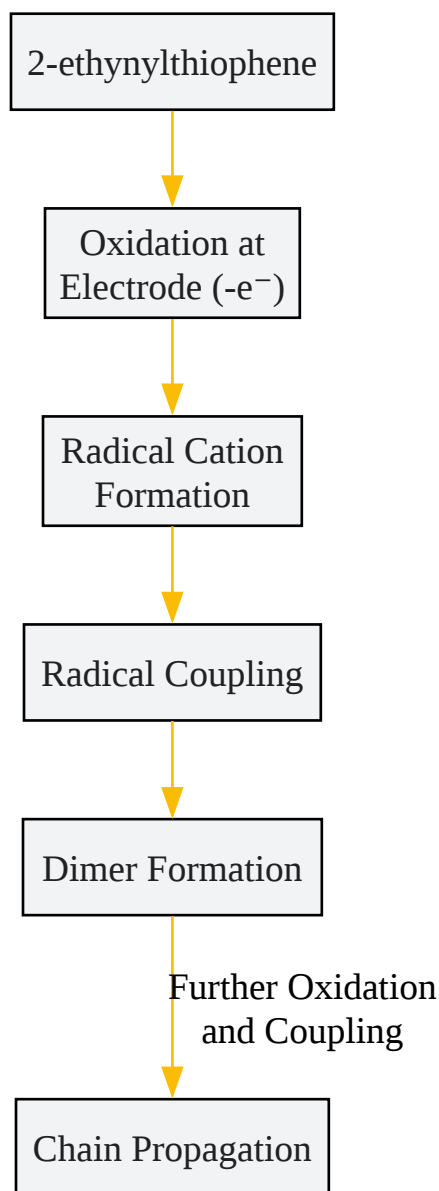 2-ethynylthiophene
Oxidation at
Electrode (-e⁻)
Radical Cation
Formation
Radical Coupling
Dimer Formation
Further Oxidation
and Coupling
Chain Propagation